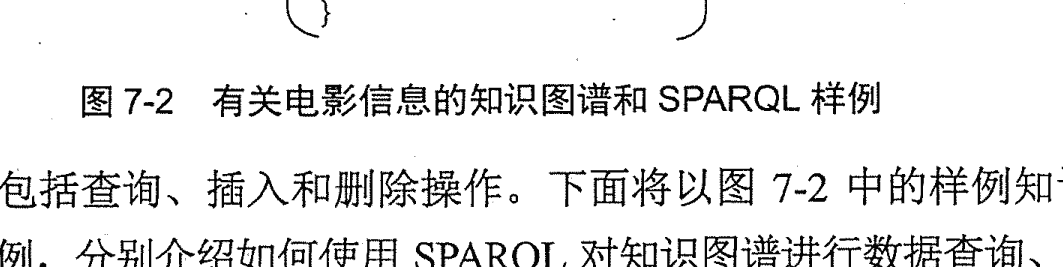 }
图 7-2 有关电影信息的知识图谱和 SPARQL 样例
包括查询、插入和删除操作。下面将以图 7-2 中的样例知
例，分别介绍如何使用 SPARQL 对知识图谱进行数据查询、